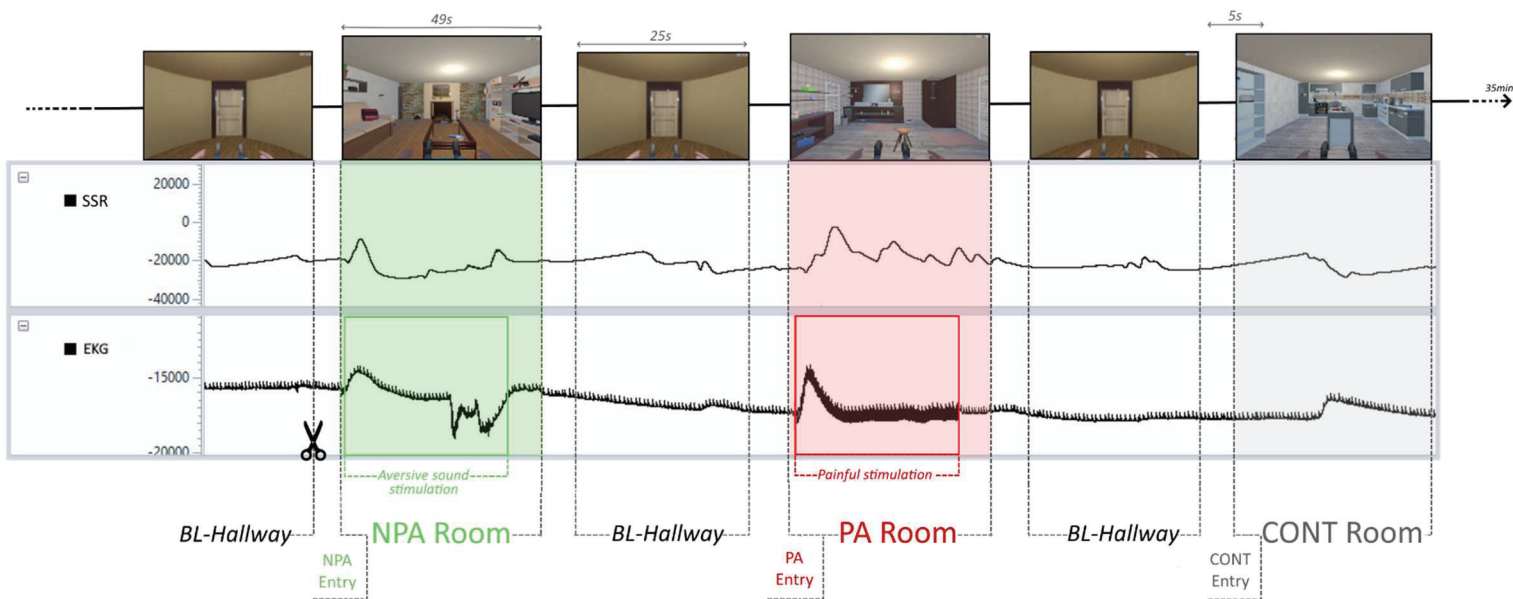 49s
25s
5s
35min
SSR
20000
0
-20000
-40000
EKG
-15000
-20000
Aversive sound
stimulation
Painful stimulation
BL-Hallway
NPA Room
BL-Hallway
PA Room
BL-Hallway
CONT Room
NPA
Entry
PA
Entry
CONT
Entry